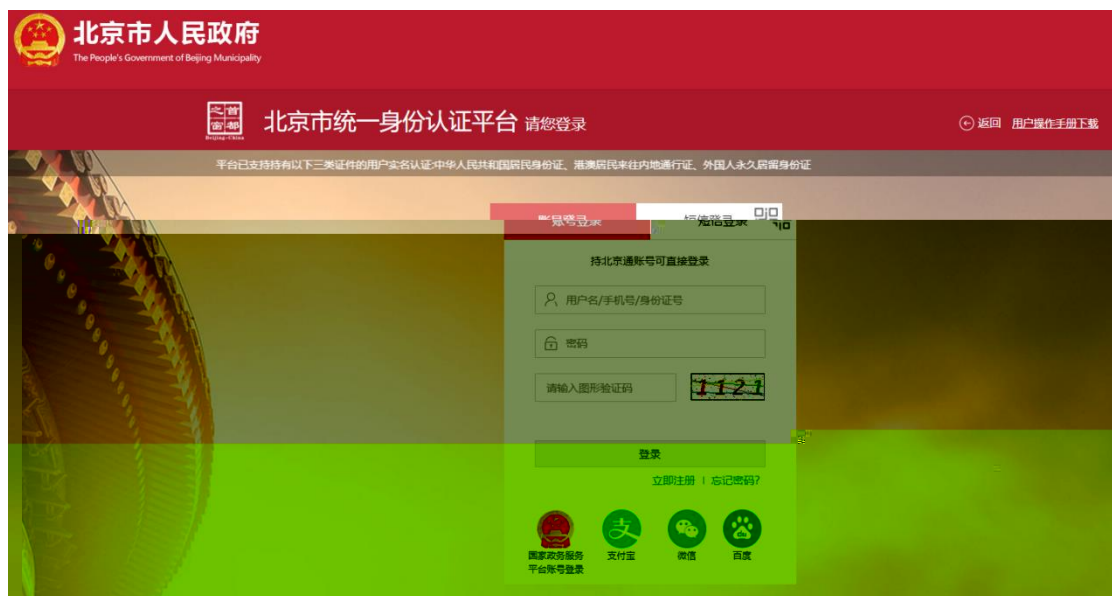 北京市人民政府
The People's Government of Beijing Municipality
首都之窗
Beijing-China
北京市统一身份认证平台 请您登录
返回 用户操作手册下载
平台已支持持有以下三类证件的用户实名认证:中华人民共和国居民身份证、港澳居民来往内地通行证、外国人永久居留身份证
账号登录 短信登录
持北京通账号可直接登录
用户名/手机号/身份证号
密码
请输入图形验证码 1121
登录
立即注册 | 忘记密码?
国家政务服务平台账号登录 支付宝 微信 百度